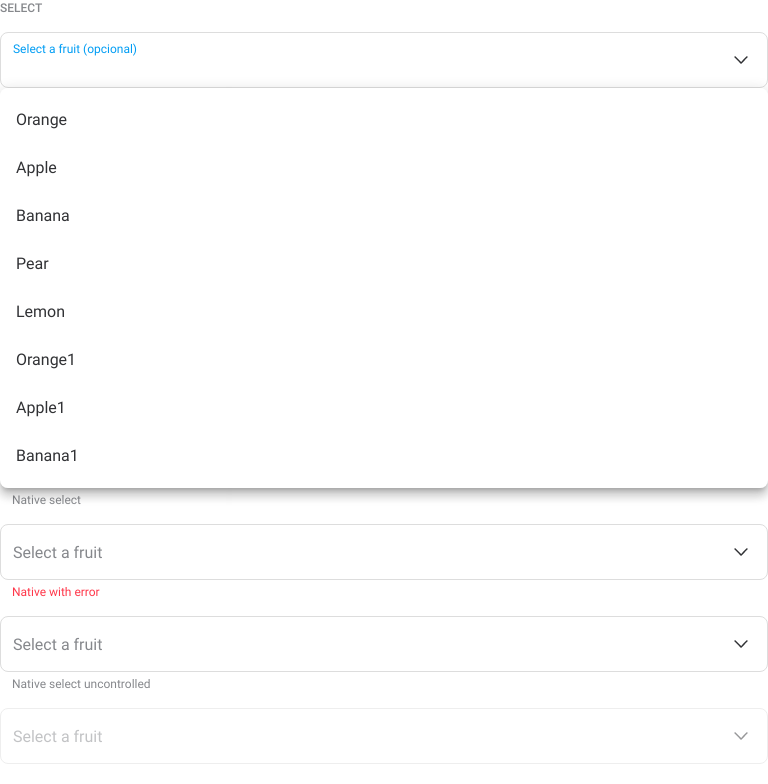 SELECT
Select a fruit (opcional)
Orange
Apple
Banana
Pear
Lemon
Orange1
Apple1
Banana1
Native select
Select a fruit
Native with error
Select a fruit
Native select uncontrolled
Select a fruit